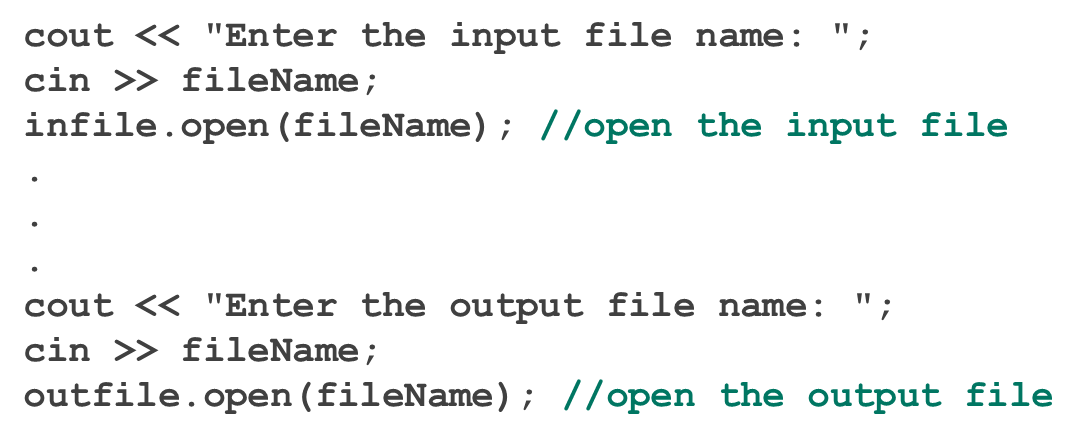 cout << "Enter the input file name: ";
cin >> fileName;
infile.open(fileName); //open the input file
.
.
.
cout << "Enter the output file name: ";
cin >> fileName;
outfile.open(fileName); //open the output file